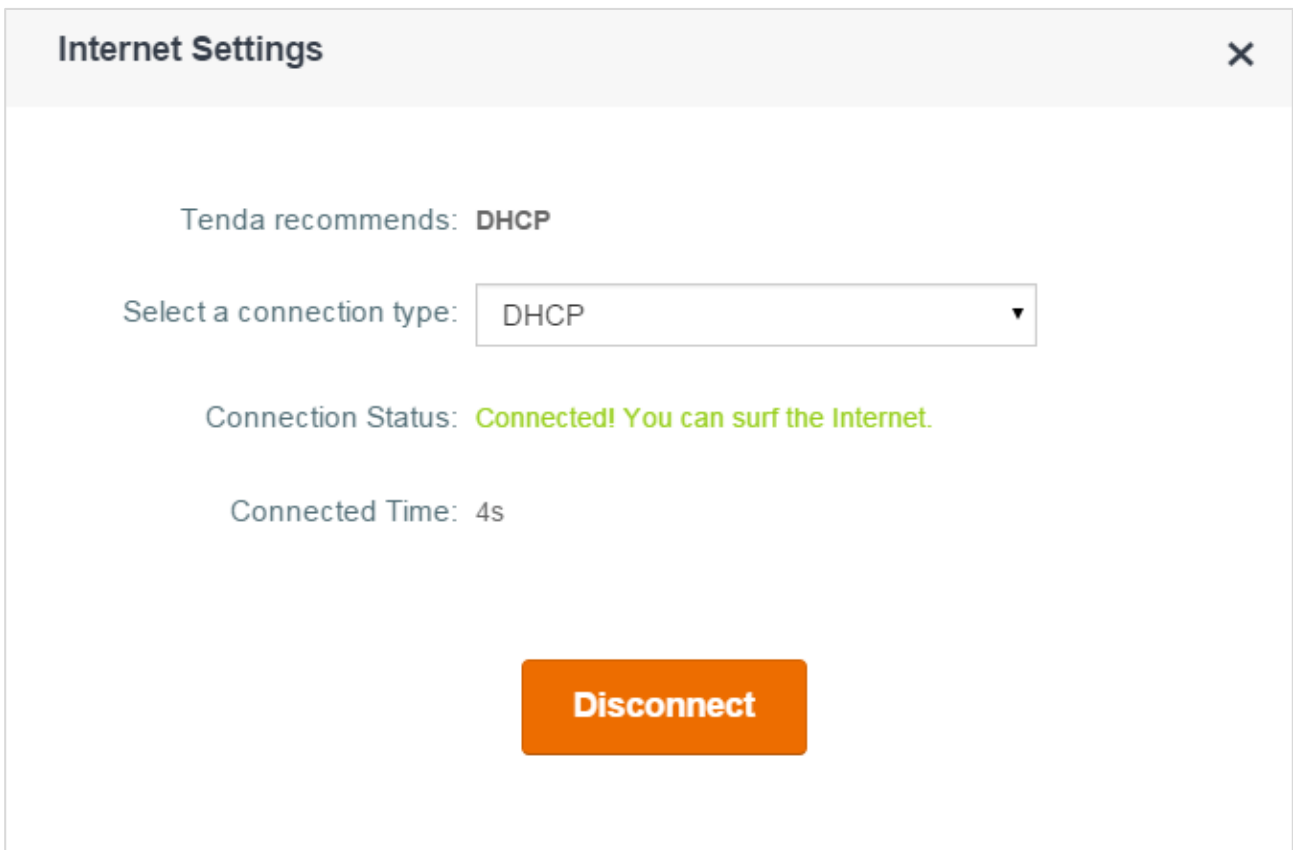 Internet Settings
Tenda recommends: DHCP
Select a connection type: DHCP
Connection Status: Connected! You can surf the Internet.
Connected Time: 4s
Disconnect